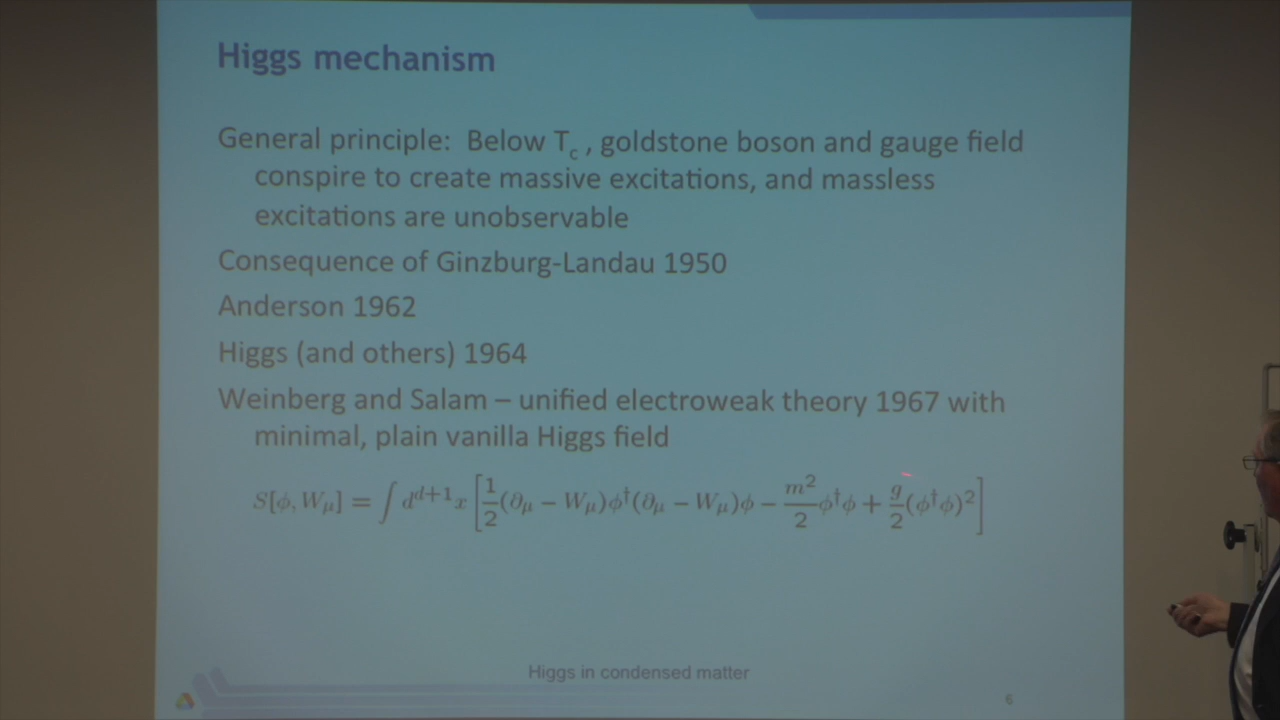 Higgs mechanism
General principle: Below T_c , goldstone boson and gauge field
conspire to create massive excitations, and massless
excitations are unobservable
Consequence of Ginzburg-Landau 1950
Anderson 1962
Higgs (and others) 1964
Weinberg and Salam – unified electroweak theory 1967 with
minimal, plain vanilla Higgs field
S[ϕ, W_μ] = ∫ d^{d+1}x [ 1/2 (∂_μ − W_μ)ϕ†(∂_μ − W_μ)ϕ − m²/2 ϕ†ϕ + g/2 (ϕ†ϕ)² ]
Higgs in condensed matter
6